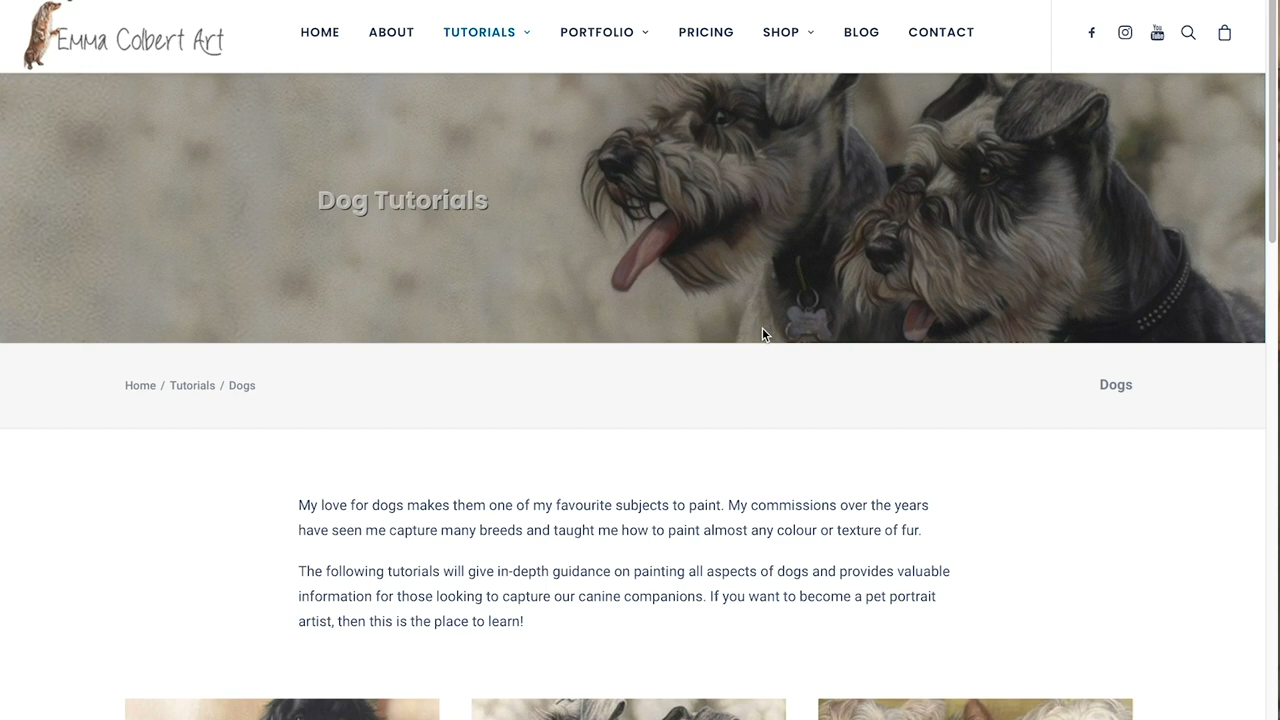 Emma Colbert Art
HOME ABOUT TUTORIALS PORTFOLIO PRICING SHOP BLOG CONTACT
You Tube
Dog Tutorials
Home / Tutorials / Dogs
Dogs
My love for dogs makes them one of my favourite subjects to paint. My commissions over the years
have seen me capture many breeds and taught me how to paint almost any colour or texture of fur.
The following tutorials will give in-depth guidance on painting all aspects of dogs and provides valuable
information for those looking to capture our canine companions. If you want to become a pet portrait
artist, then this is the place to learn!